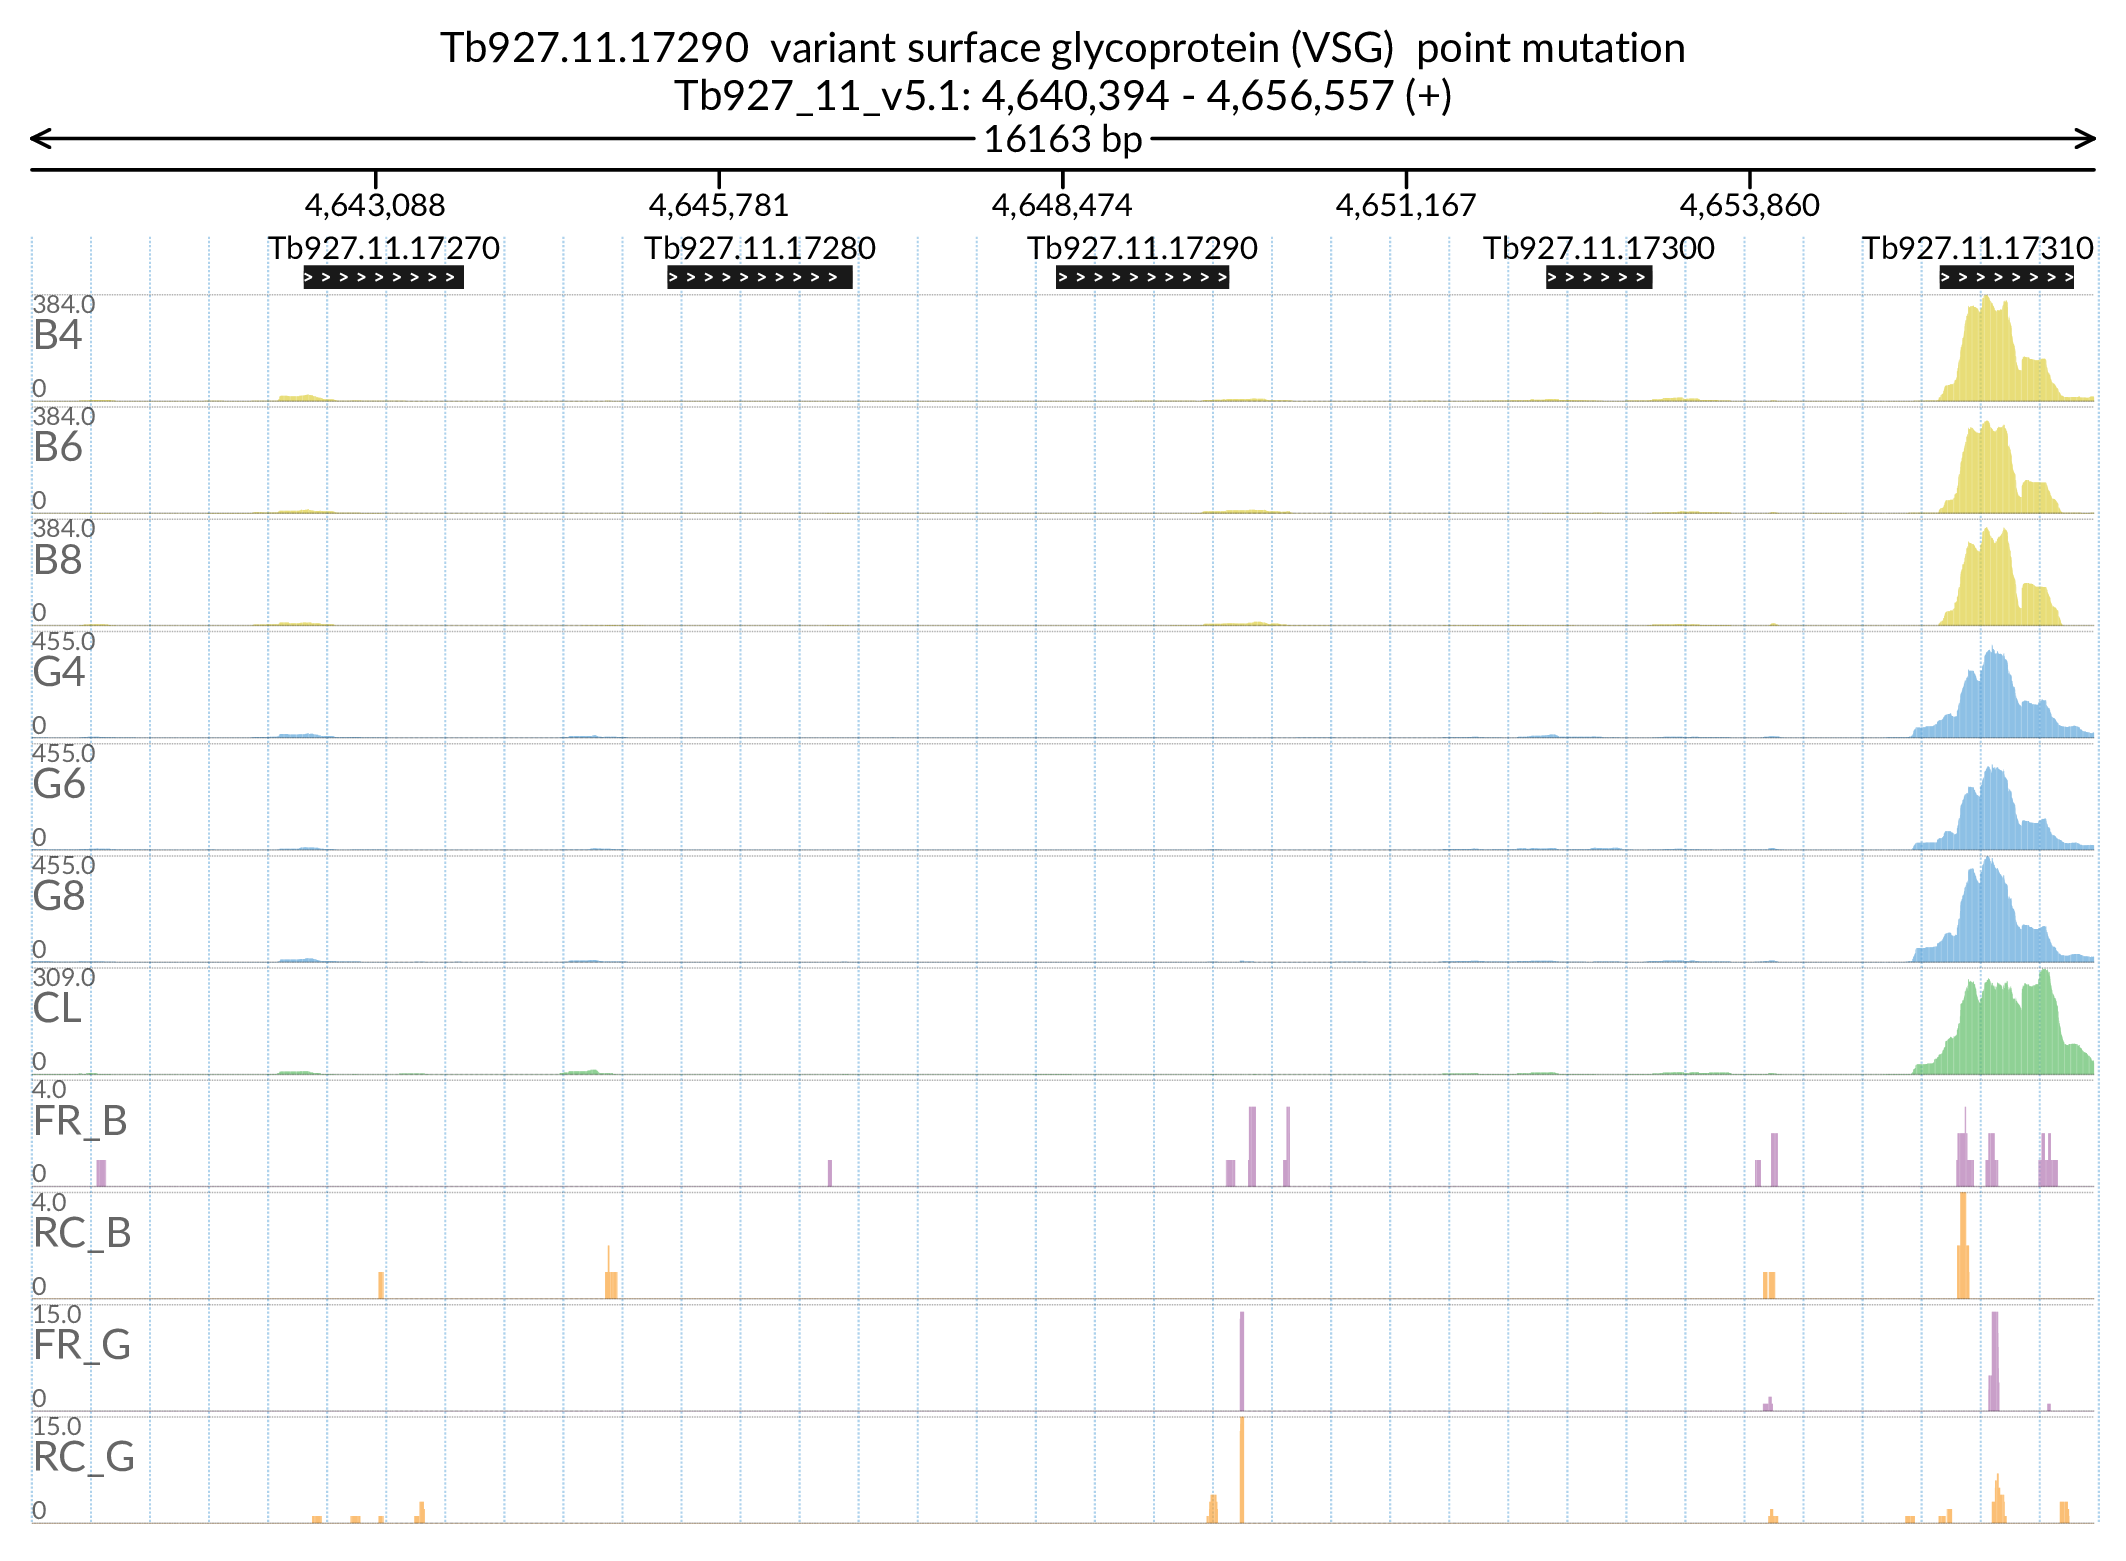 Tb927.11.17290 variant surface glycoprotein (VSG) point mutation
Tb927_11_v5.1: 4,640,394 - 4,656,557 (+)
16163 bp
4,643,088 4,645,781 4,648,474 4,651,167 4,653,860
Tb927.11.17270 Tb927.11.17280 Tb927.11.17290 Tb927.11.17300 Tb927.11.17310
384.0
B4
0
384.0
B6
0
384.0
B8
0
455.0
G4
0
455.0
G6
0
455.0
G8
0
309.0
CL
0
4.0
FR_B
0
4.0
RC_B
0
15.0
FR_G
0
15.0
RC_G
0